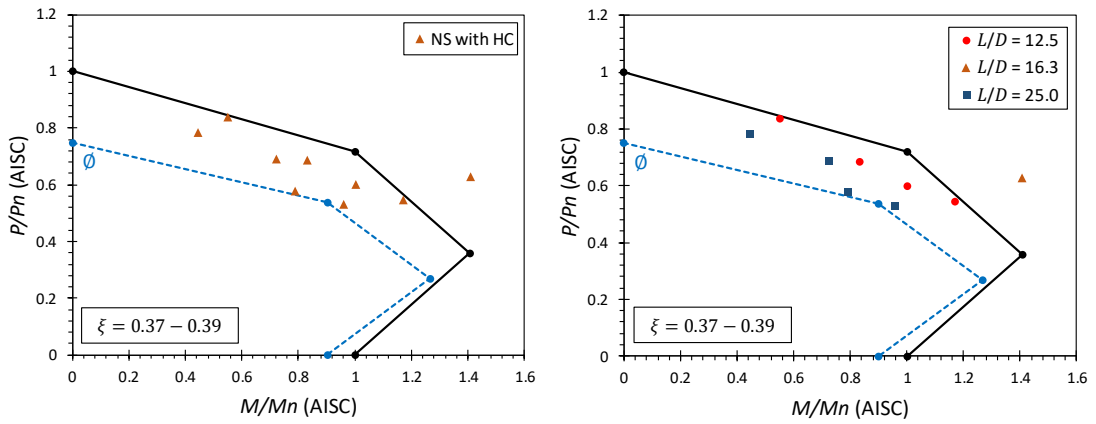 1.2
1
0.8
0.6
0.4
0.2
0
0 0.2 0.4 0.6 0.8 1 1.2 1.4 1.6
P/Pn (AISC)
M/Mn (AISC)
NS with HC
Ø
ξ = 0.37 − 0.39
1.2
1
0.8
0.6
0.4
0.2
0
0 0.2 0.4 0.6 0.8 1 1.2 1.4 1.6
P/Pn (AISC)
M/Mn (AISC)
L/D = 12.5
L/D = 16.3
L/D = 25.0
Ø
ξ = 0.37 − 0.39